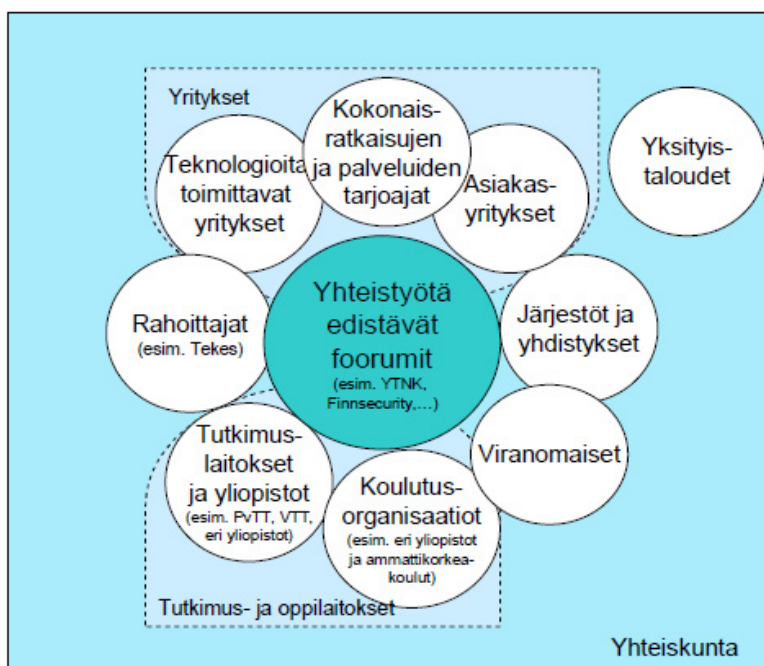 Yritykset
Kokonais-
ratkaisujen
ja palveluiden
tarjoajat
Teknologioita
toimittavat
yritykset
Asiakas-
yritykset
Yksityis-
taloudet
Yhteistyötä
edistävät
foorumit
(esim. YTNK,
Finnsecurity,...)
Rahoittajat
(esim. Tekes)
Järjestöt ja
yhdistykset
Tutkimus-
laitokset
ja yliopistot
(esim. PvTT, VTT,
eri yliopistot)
Viranomaiset
Koulutus-
organisaatiot
(esim. eri yliopistot
ja ammattikorkea-
koulut)
Tutkimus- ja oppilaitokset
Yhteiskunta